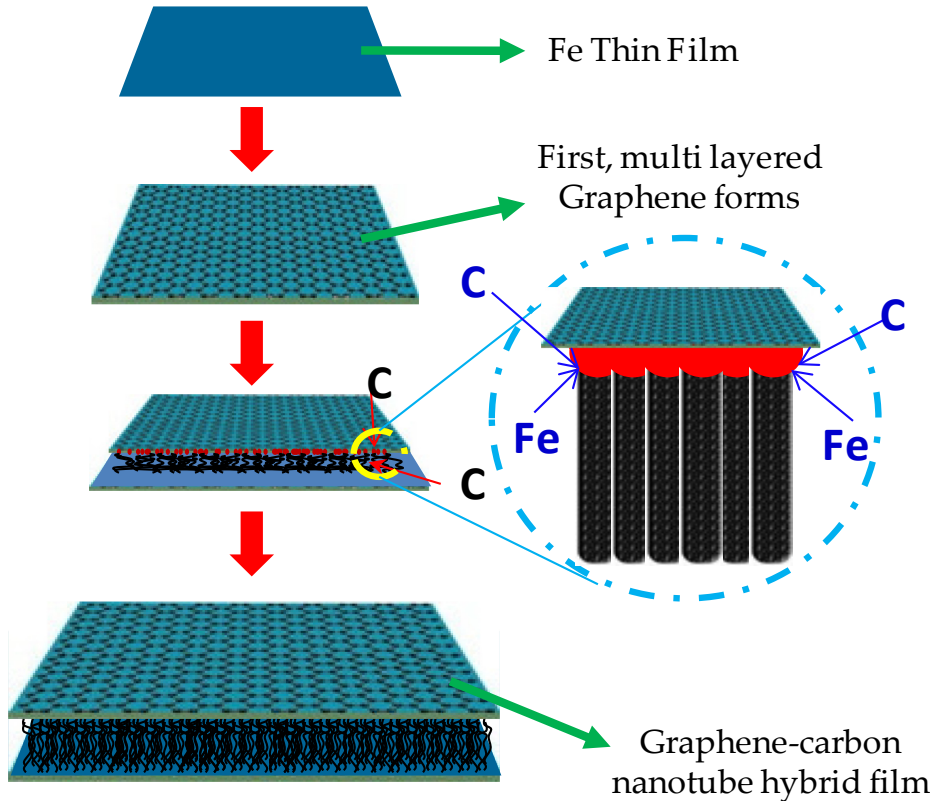 Fe Thin Film
First, multi layered
Graphene forms
C
C
Fe
Fe
C
C
Graphene-carbon
nanotube hybrid film